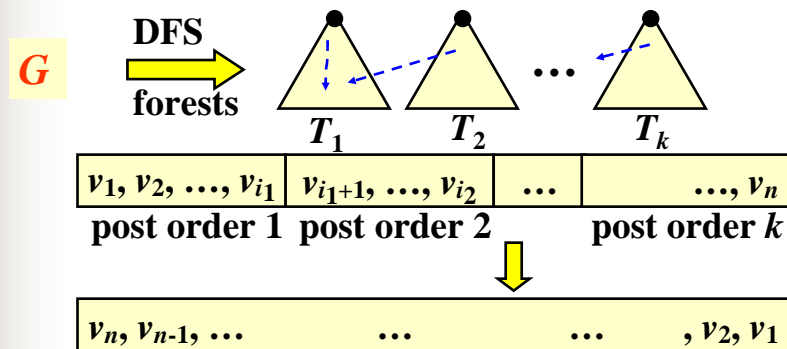 DFS
G
forests
…
T1 T2 Tk
v1, v2, …, vi1 vi1+1, …, vi2 … …, vn
post order 1 post order 2 post order k
vn, vn-1, … … … , v2, v1